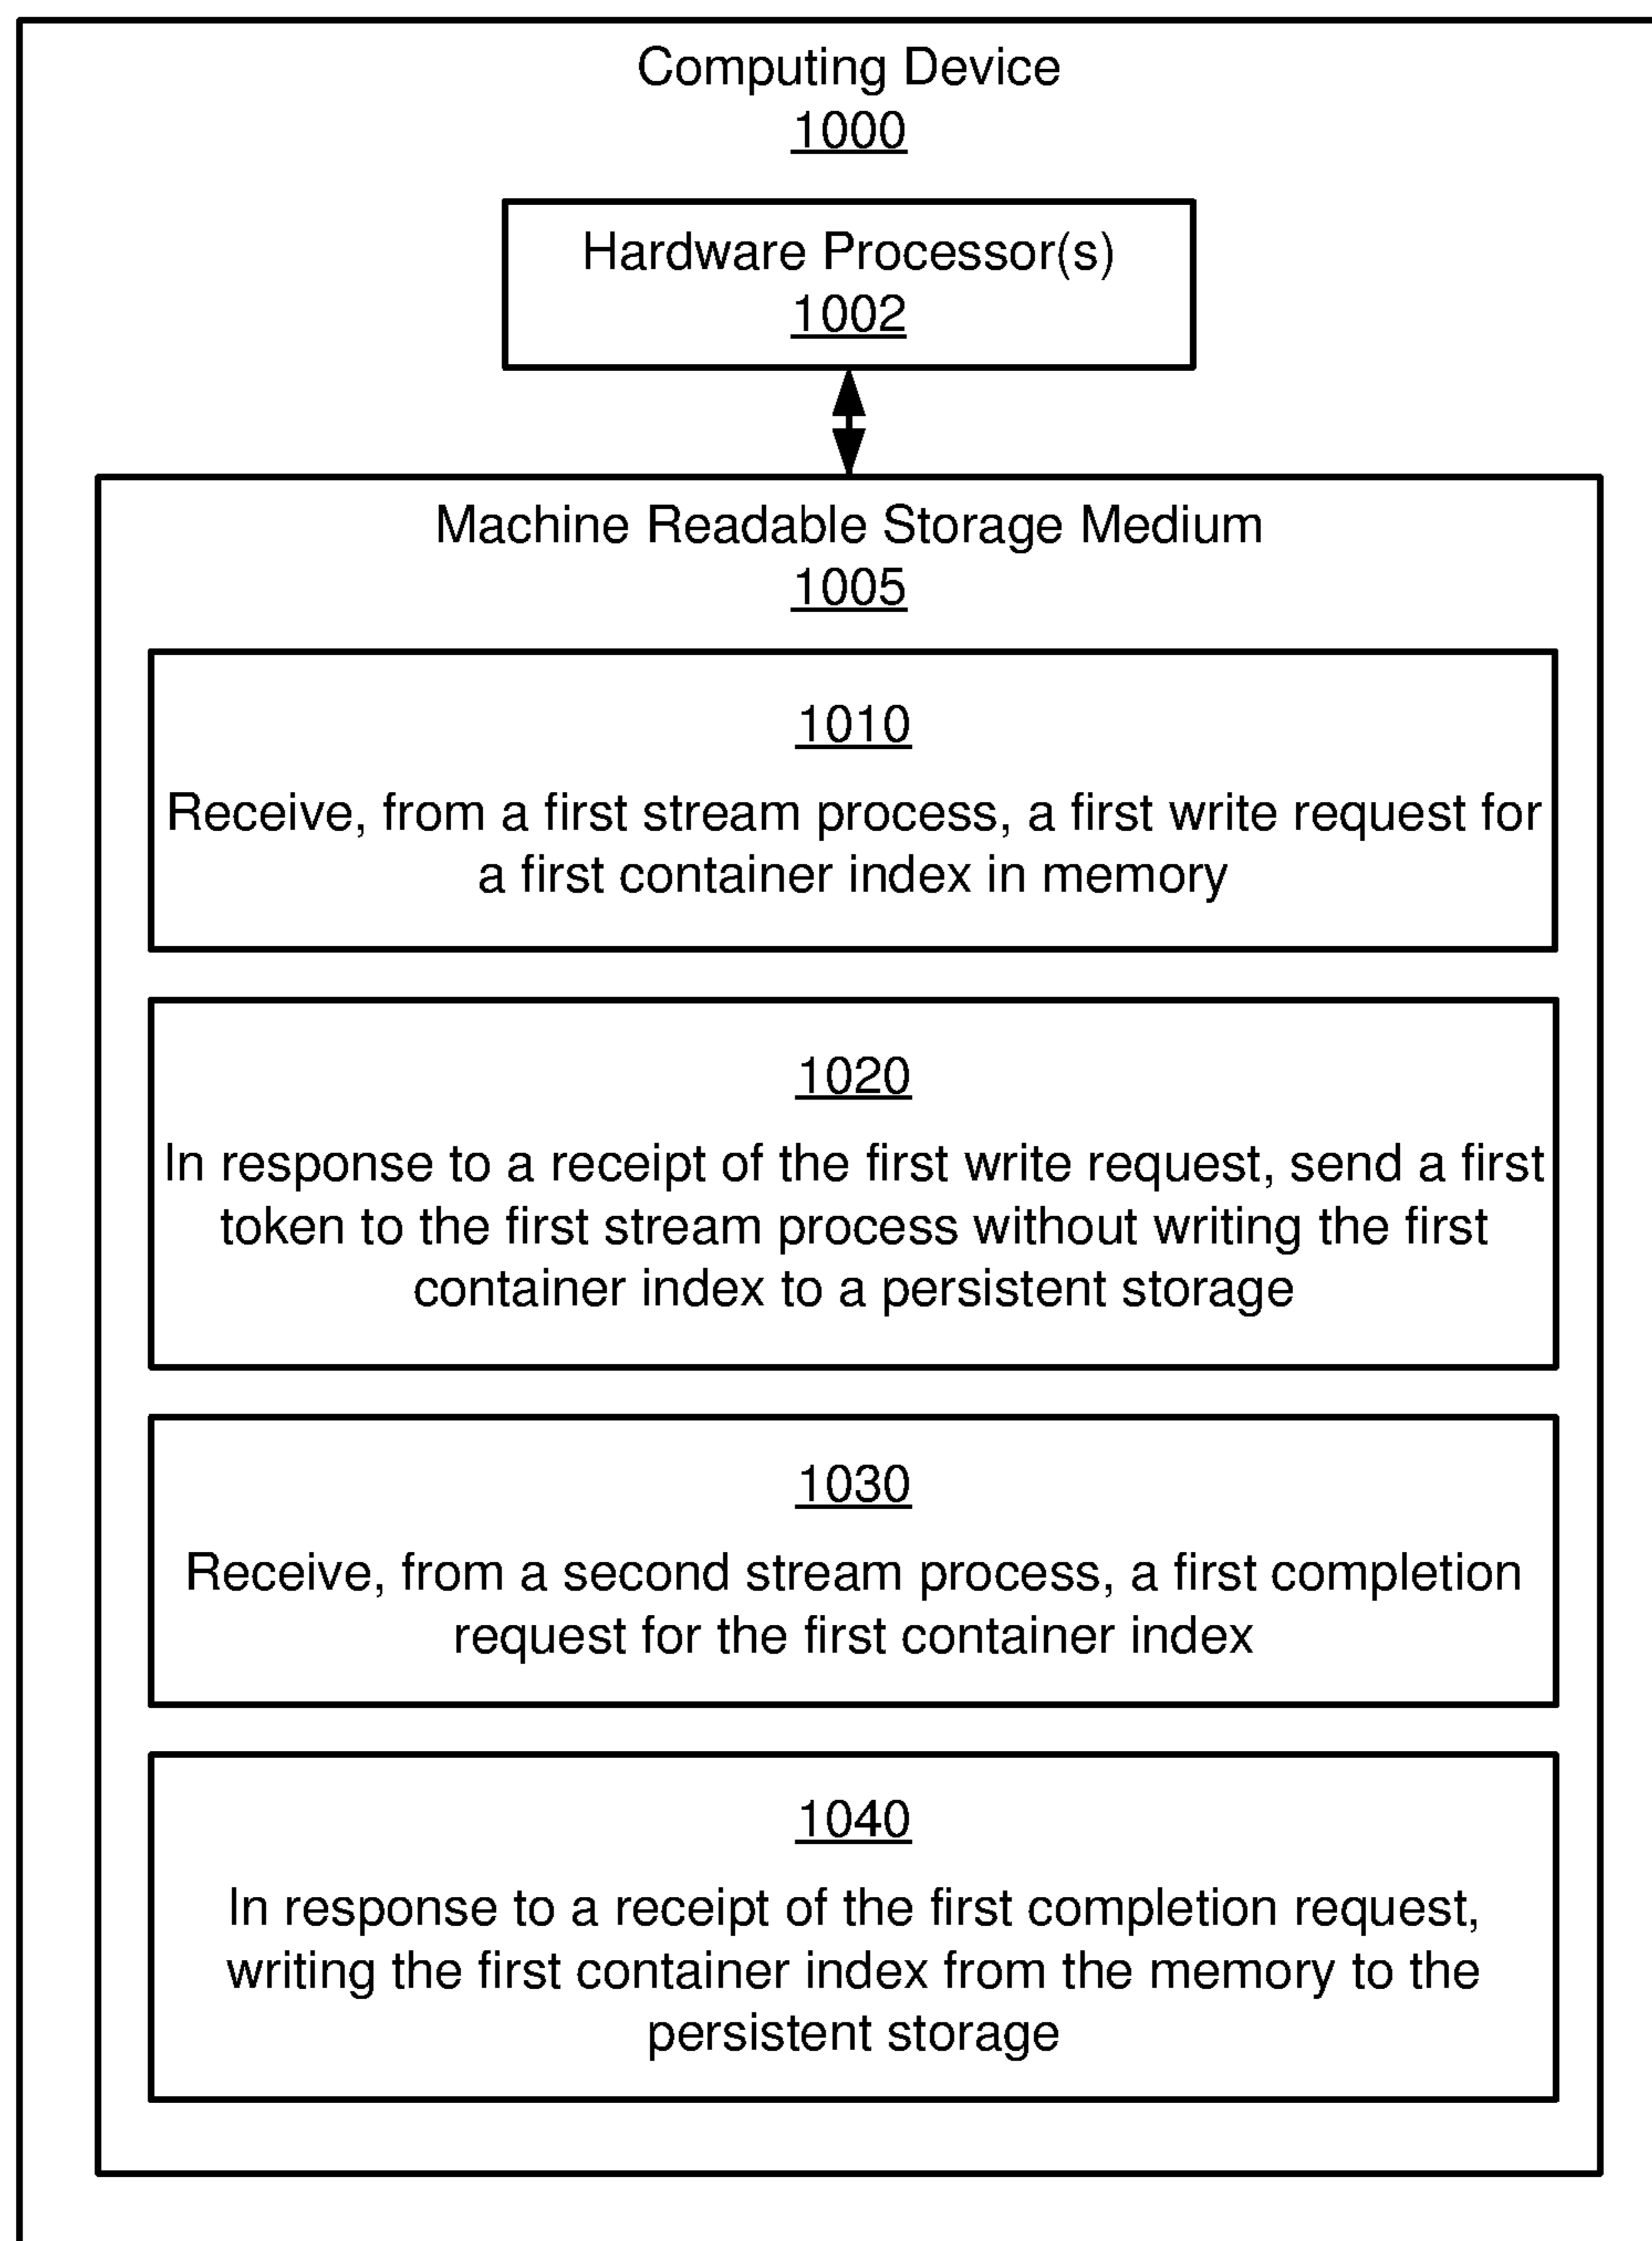 Computing Device
1000
Hardware Processor(s)
1002
Machine Readable Storage Medium
1005
1010
Receive, from a first stream process, a first write request for
a first container index in memory
1020
In response to a receipt of the first write request, send a first
token to the first stream process without writing the first
container index to a persistent storage
1030
Receive, from a second stream process, a first completion
request for the first container index
1040
In response to a receipt of the first completion request,
writing the first container index from the memory to the
persistent storage